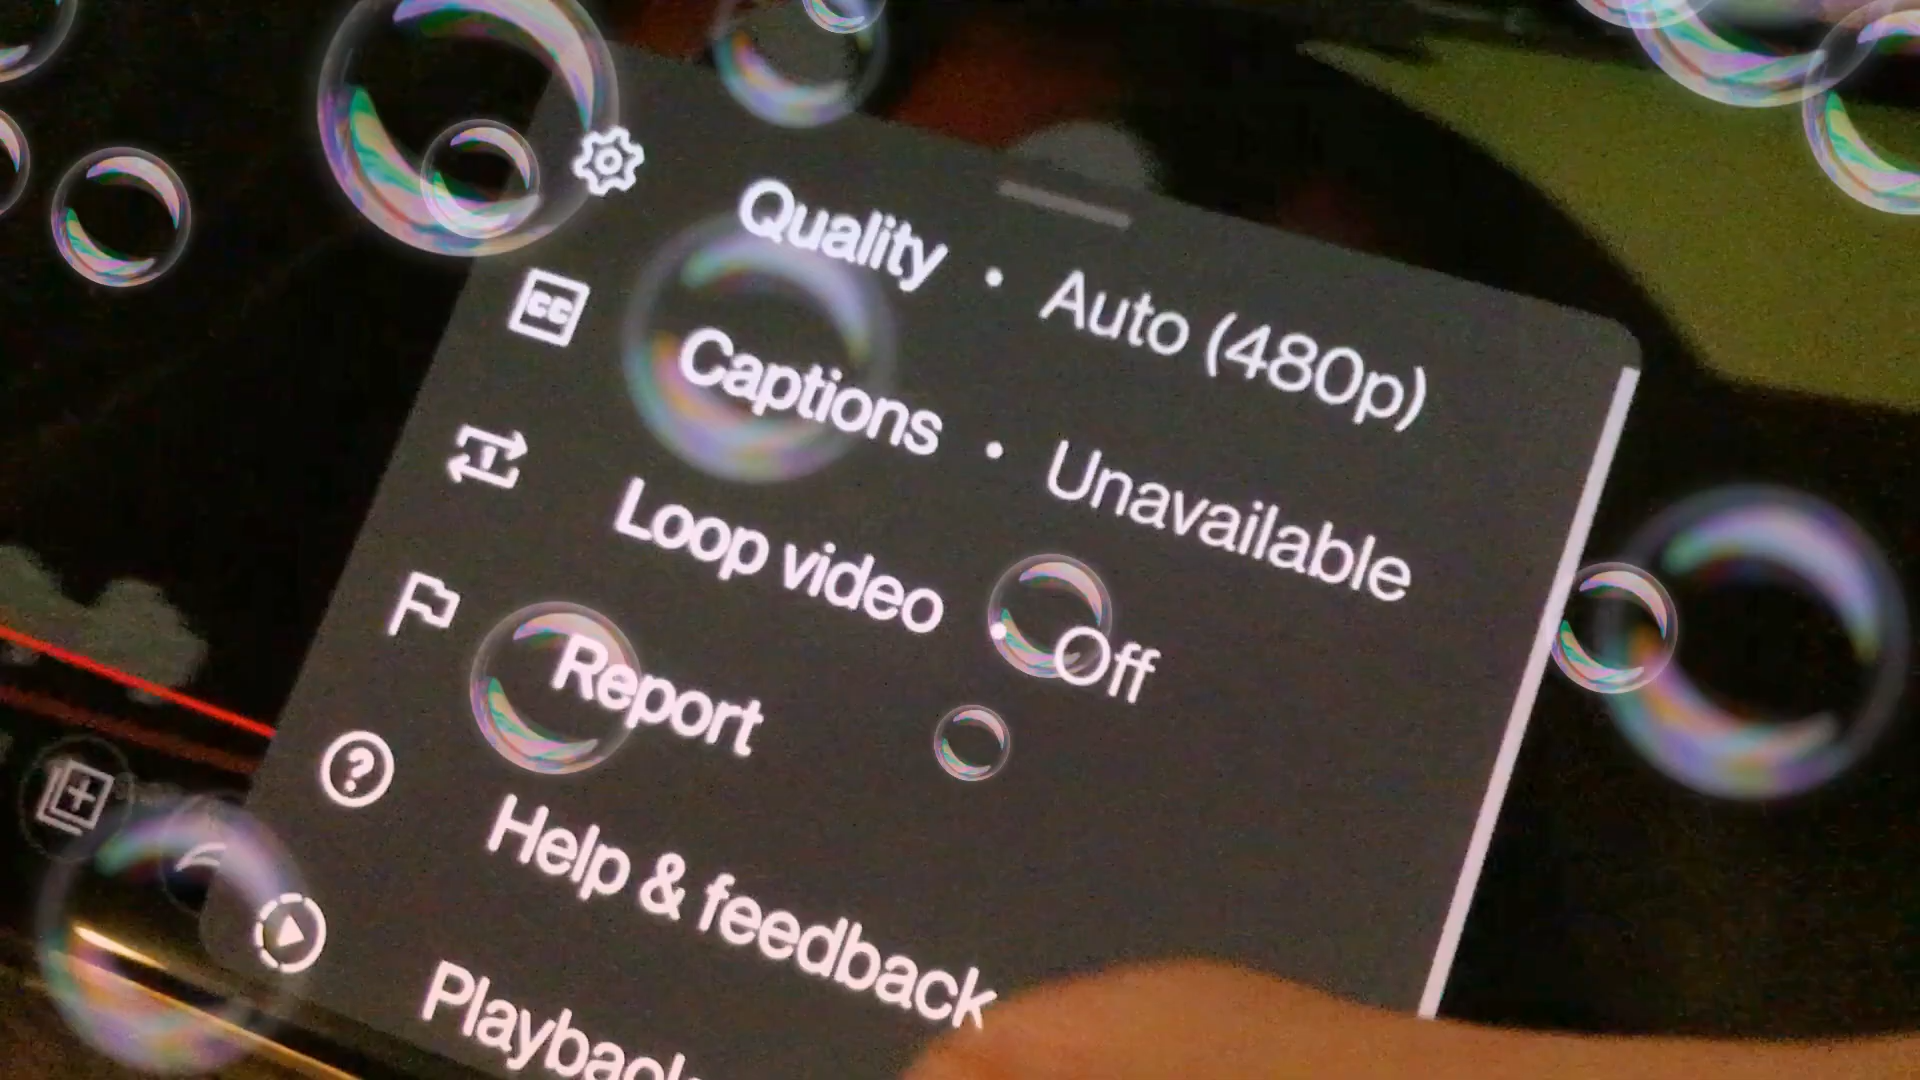 Quality • Auto (480p)
Captions • Unavailable
Loop video • Off
Report
Help & feedback